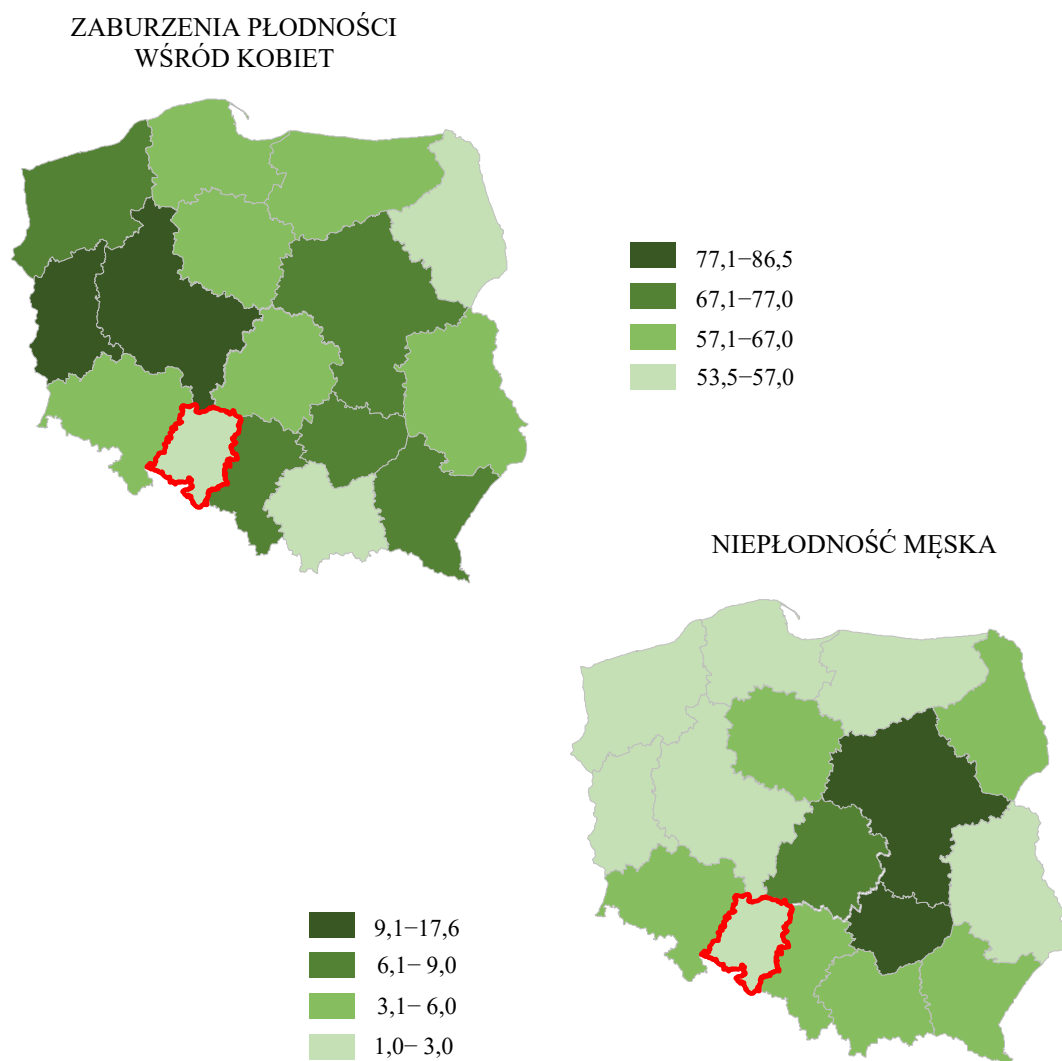 ZABURZENIA PŁODNOŚCI
WŚRÓD KOBIET
77,1−86,5
67,1−77,0
57,1−67,0
53,5−57,0
NIEPŁODNOŚĆ MĘSKA
9,1−17,6
6,1− 9,0
3,1− 6,0
1,0− 3,0